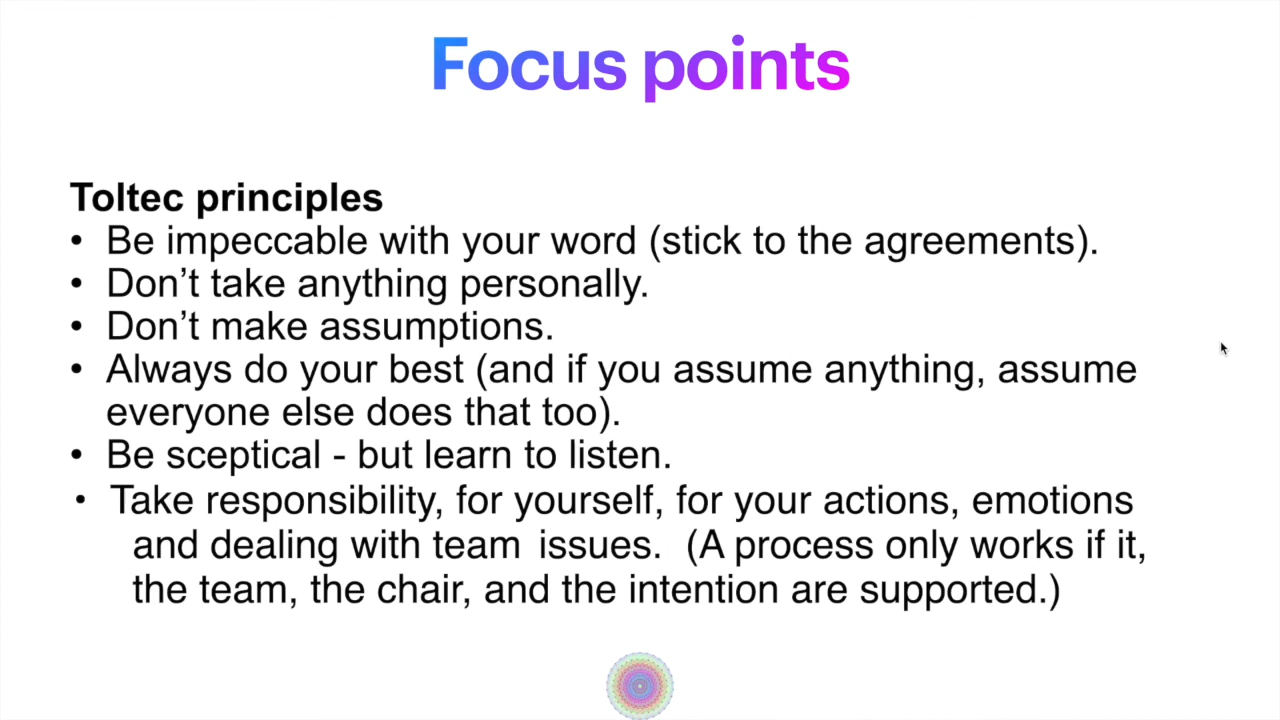 Focus points
Toltec principles
• Be impeccable with your word (stick to the agreements).
• Don’t take anything personally.
• Don’t make assumptions.
• Always do your best (and if you assume anything, assume
everyone else does that too).
• Be sceptical - but learn to listen.
• Take responsibility, for yourself, for your actions, emotions
and dealing with team issues. (A process only works if it,
the team, the chair, and the intention are supported.)